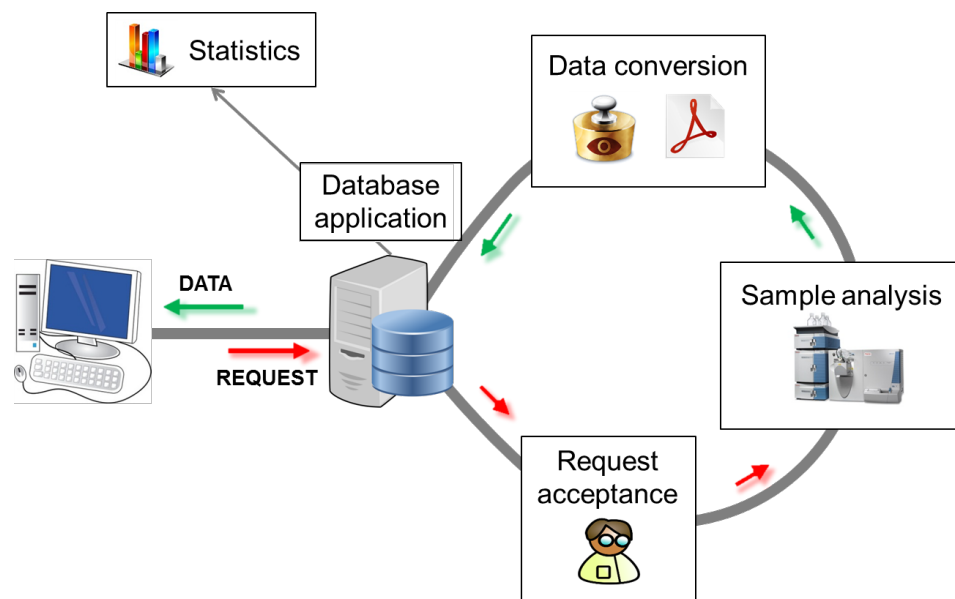 Statistics
Data conversion
Database
application
DATA
Sample analysis
REQUEST
Request
acceptance